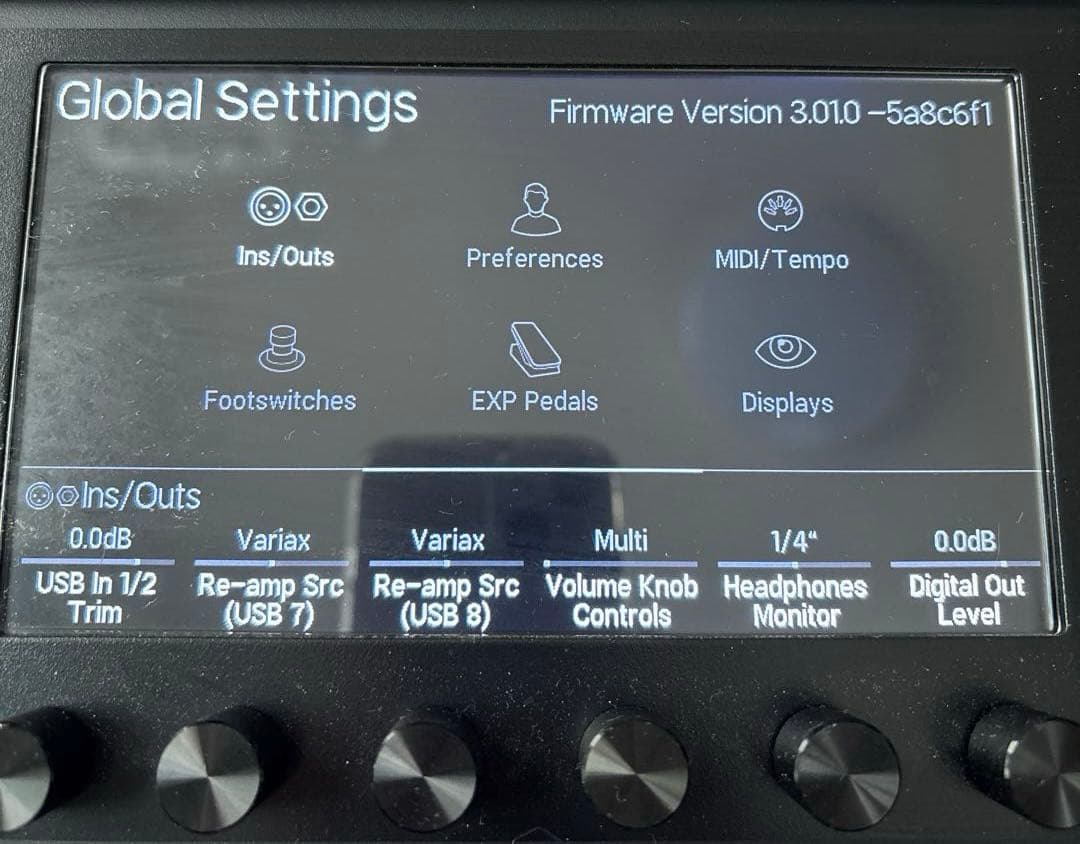 Global Settings
Firmware Version 3.01.0 -5a8c6f1
Ins/Outs
Preferences
MIDI/Tempo
Footswitches
EXP Pedals
Displays
Ins/Outs
0.0dB
USB In 1/2
Trim
Variax
Re-amp Src
(USB 7)
Variax
Re-amp Src
(USB 8)
Multi
Volume Knob
Controls
1/4"
Headphones
Monitor
0.0dB
Digital Out
Level